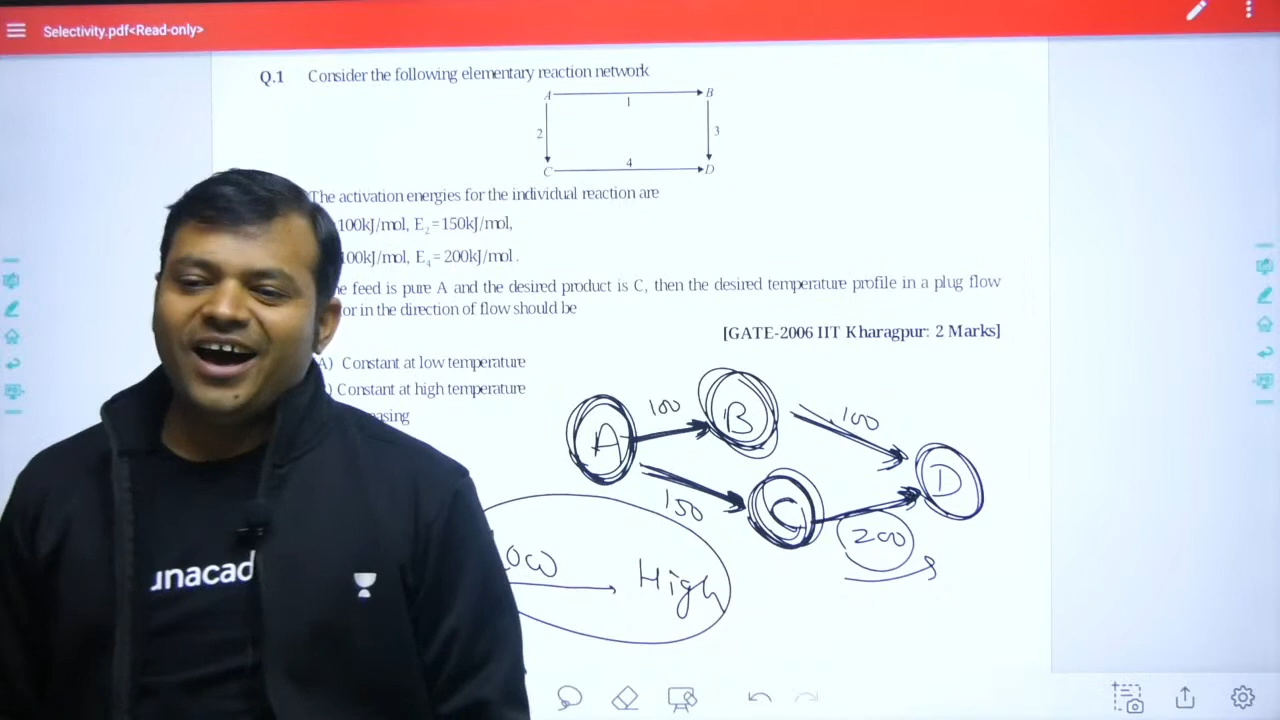 Selectivity.pdf<Read-only>
Q.1 Consider the following elementary reaction network
A B
1
2 3
4
C D
The activation energies for the individual reaction are
100kJ/mol, E₂=150kJ/mol,
100kJ/mol, E₄=200kJ/mol.
feed is pure A and the desired product is C, then the desired temperature profile in a plug flow
in the direction of flow should be
[GATE-2006 IIT Kharagpur: 2 Marks]
A) Constant at low temperature
) Constant at high temperature
A 100 B 100
D
150 C 200
High
unacad